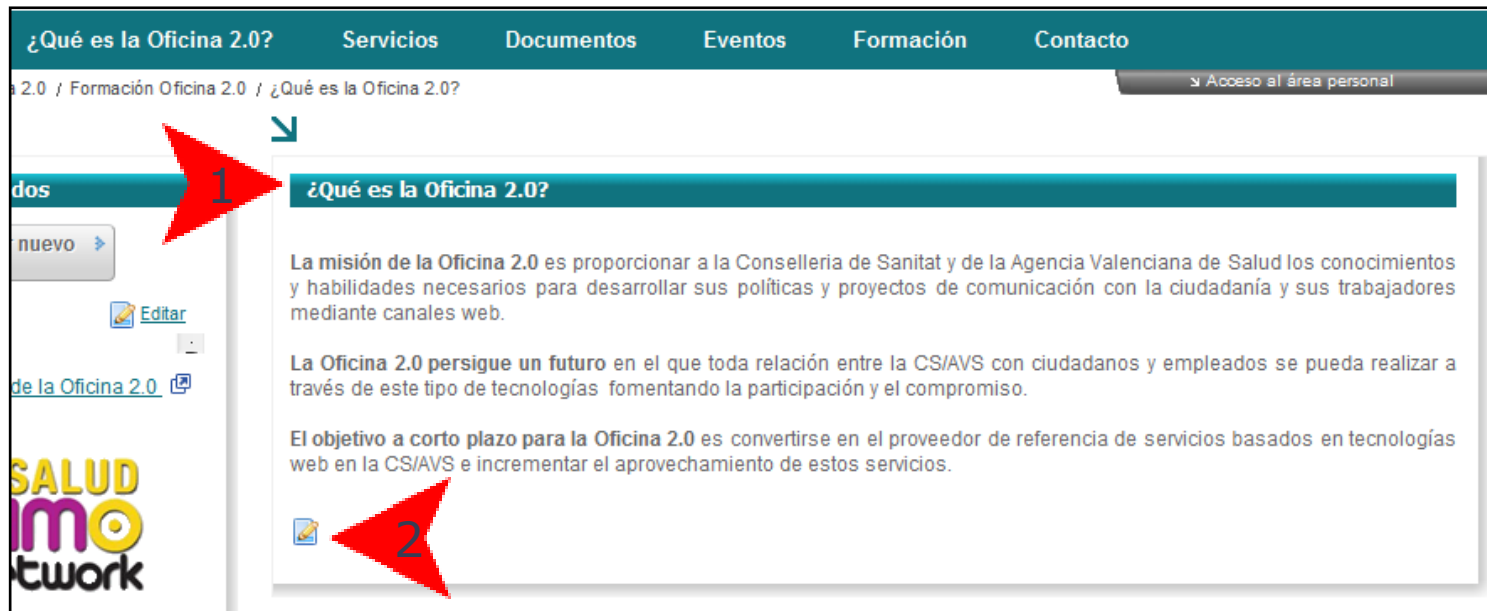 ¿Qué es la Oficina 2.0? Servicios Documentos Eventos Formación Contacto
2.0 / Formación Oficina 2.0 / ¿Qué es la Oficina 2.0?
Acceso al área personal
dos
1
¿Qué es la Oficina 2.0?
nuevo
La misión de la Oficina 2.0 es proporcionar a la Conselleria de Sanitat y de la Agencia Valenciana de Salud los conocimientos
y habilidades necesarios para desarrollar sus políticas y proyectos de comunicación con la ciudadanía y sus trabajadores
mediante canales web.
Editar
La Oficina 2.0 persigue un futuro en el que toda relación entre la CS/AVS con ciudadanos y empleados se pueda realizar a
través de este tipo de tecnologías fomentando la participación y el compromiso.
de la Oficina 2.0
El objetivo a corto plazo para la Oficina 2.0 es convertirse en el proveedor de referencia de servicios basados en tecnologías
web en la CS/AVS e incrementar el aprovechamiento de estos servicios.
SALUD
mo
etwork
2